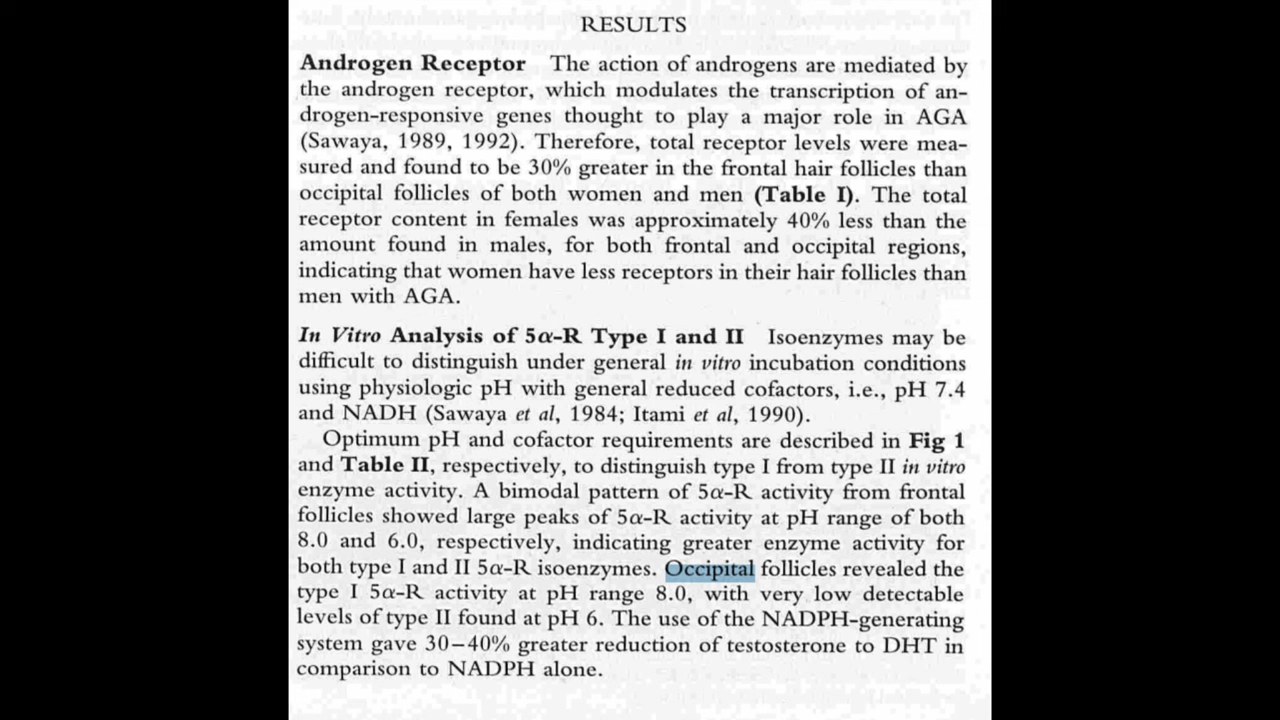 RESULTS
Androgen Receptor The action of androgens are mediated by
the androgen receptor, which modulates the transcription of an-
drogen-responsive genes thought to play a major role in AGA
(Sawaya, 1989, 1992). Therefore, total receptor levels were mea-
sured and found to be 30% greater in the frontal hair follicles than
occipital follicles of both women and men (Table I). The total
receptor content in females was approximately 40% less than the
amount found in males, for both frontal and occipital regions,
indicating that women have less receptors in their hair follicles than
men with AGA.
In Vitro Analysis of 5α-R Type I and II Isoenzymes may be
difficult to distinguish under general in vitro incubation conditions
using physiologic pH with general reduced cofactors, i.e., pH 7.4
and NADH (Sawaya et al, 1984; Itami et al, 1990).
Optimum pH and cofactor requirements are described in Fig 1
and Table II, respectively, to distinguish type I from type II in vitro
enzyme activity. A bimodal pattern of 5α-R activity from frontal
follicles showed large peaks of 5α-R activity at pH range of both
8.0 and 6.0, respectively, indicating greater enzyme activity for
both type I and II 5α-R isoenzymes. Occipital follicles revealed the
type I 5α-R activity at pH range 8.0, with very low detectable
levels of type II found at pH 6. The use of the NADPH-generating
system gave 30–40% greater reduction of testosterone to DHT in
comparison to NADPH alone.